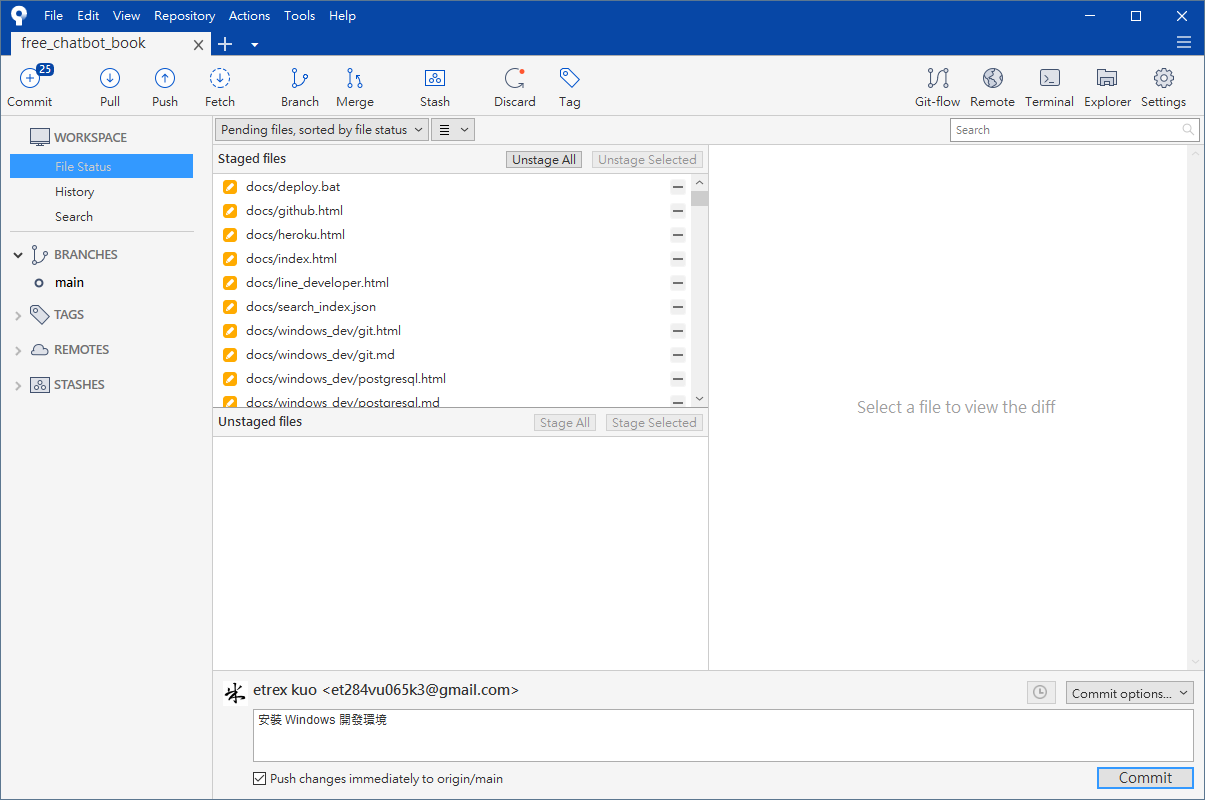 File Edit View Repository Actions Tools Help
free_chatbot_book
25
Commit Pull Push Fetch Branch Merge Stash Discard Tag Git-flow Remote Terminal Explorer Settings
WORKSPACE
File Status
History
Search
BRANCHES
main
TAGS
REMOTES
STASHES
Pending files, sorted by file status
Search
Staged files Unstage All Unstage Selected
docs/deploy.bat
docs/github.html
docs/heroku.html
docs/index.html
docs/line_developer.html
docs/search_index.json
docs/windows_dev/git.html
docs/windows_dev/git.md
docs/windows_dev/postgresql.html
docs/windows_dev/postgresql.md
Unstaged files Stage All Stage Selected
Select a file to view the diff
etrex kuo <et284vu065k3@gmail.com>
Commit options...
安裝 Windows 開發環境
Push changes immediately to origin/main
Commit